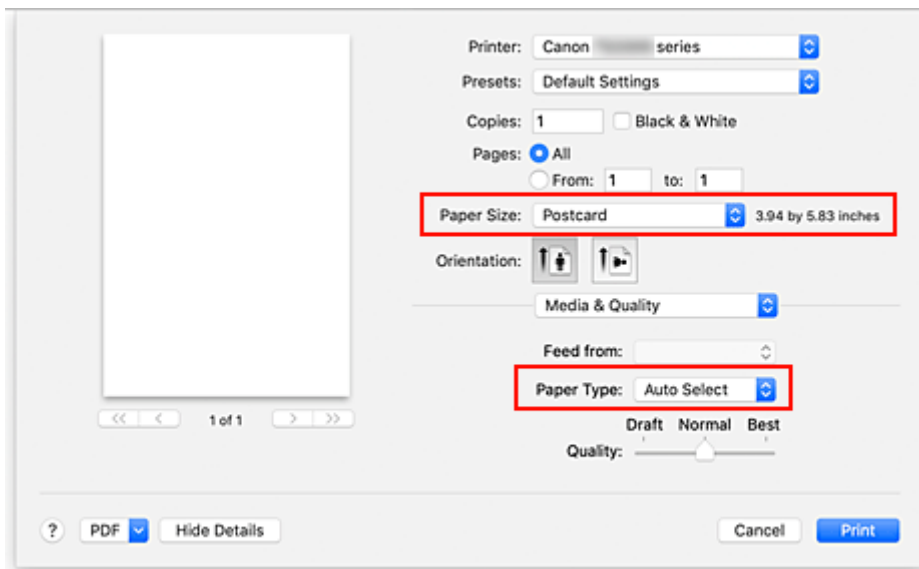 Printer: Canon series
Presets: Default Settings
Copies: 1 Black & White
Pages: All
From: 1 to: 1
Paper Size: Postcard 3.94 by 5.83 inches
Orientation:
Media & Quality
Feed from:
Paper Type: Auto Select
Draft Normal Best
Quality:
<< < 1 of 1 > >>
? PDF Hide Details Cancel Print